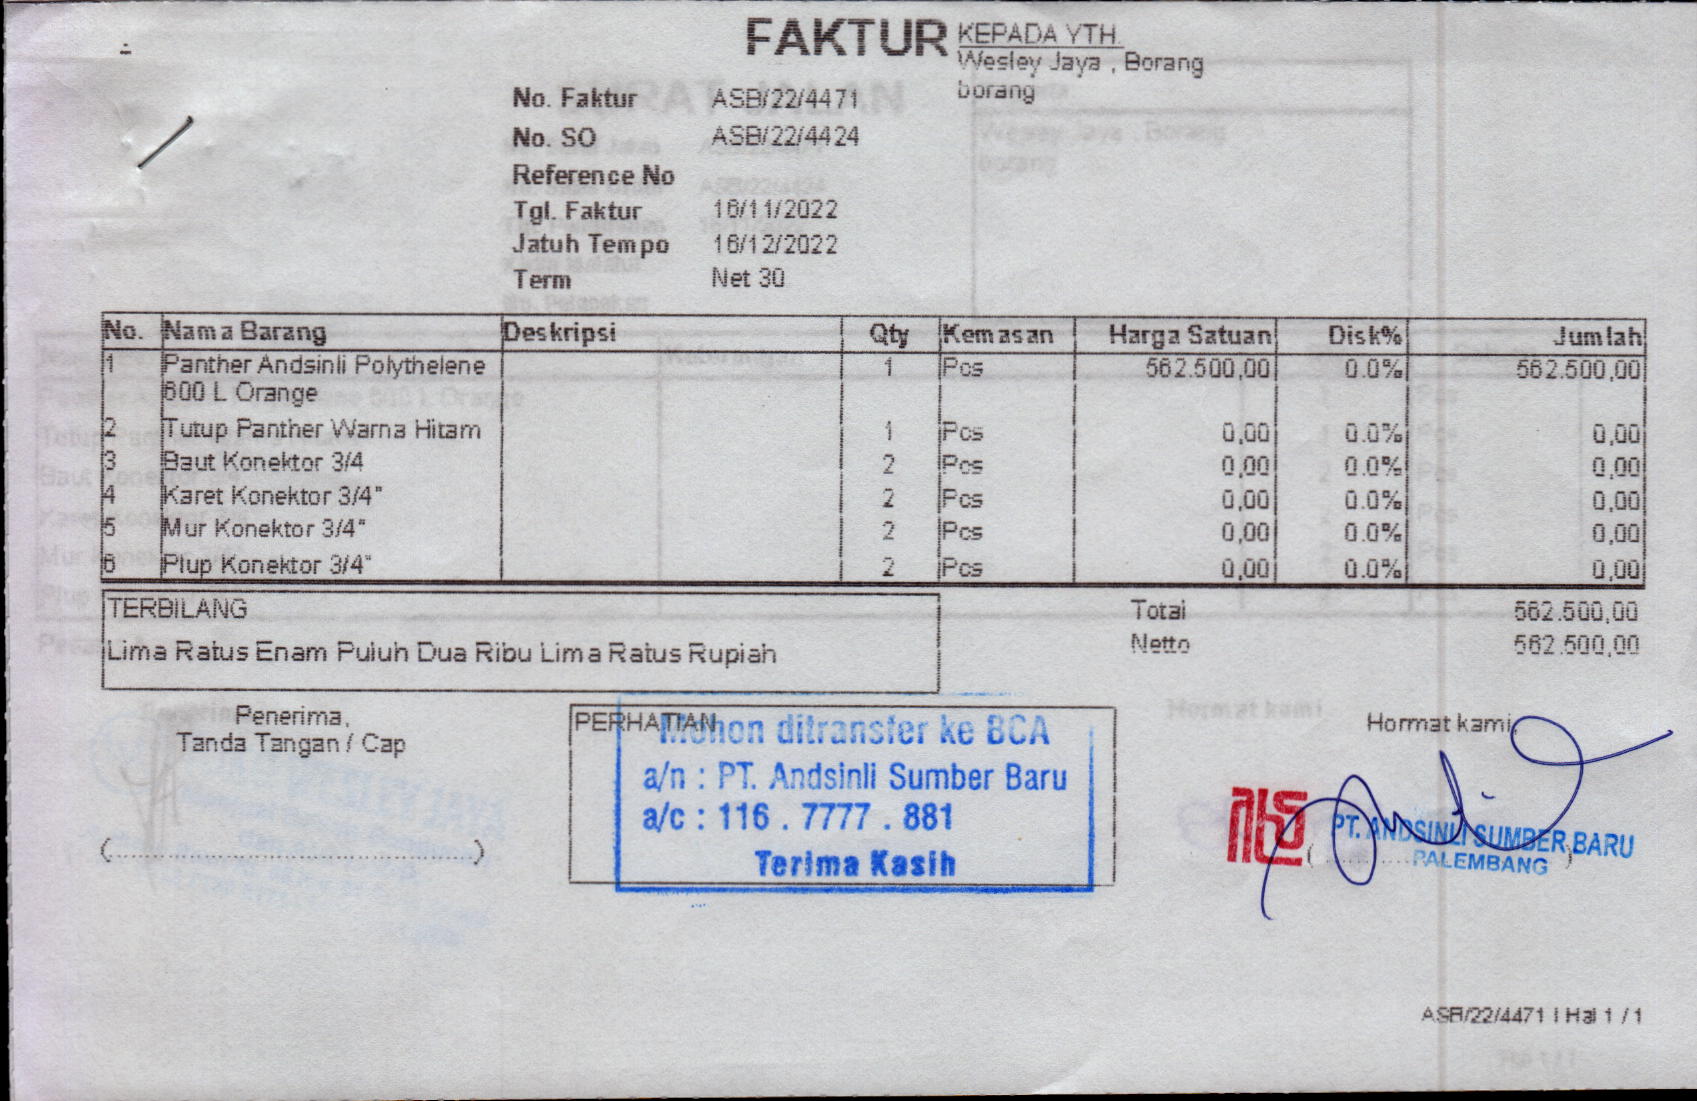 FAKTUR
KEPADA YTH.
Wesley Jaya , Borang
borang
No. Faktur ASB/22/4471
No. SO ASB/22/4424
Reference No
Tgl. Faktur 16/11/2022
Jatuh Tempo 16/12/2022
Term Net 30
No. Nama Barang Deskripsi Qty Kemasan Harga Satuan Disk% Jumlah
1 Panther Andsinli Polythelene 1 Pcs 562.500,00 0.0% 562.500,00
600 L Orange
2 Tutup Panther Warna Hitam 1 Pcs 0,00 0.0% 0,00
3 Baut Konektor 3/4 2 Pcs 0,00 0.0% 0,00
4 Karet Konektor 3/4" 2 Pcs 0,00 0.0% 0,00
5 Mur Konektor 3/4" 2 Pcs 0,00 0.0% 0,00
6 Plup Konektor 3/4" 2 Pcs 0,00 0.0% 0,00
TERBILANG
Lima Ratus Enam Puluh Dua Ribu Lima Ratus Rupiah
Total 562.500,00
Netto 562.500,00
Penerima,
Tanda Tangan / Cap
(........................................)
PERHATIAN
Mohon ditransfer ke BCA
a/n : PT. Andsinli Sumber Baru
a/c : 116 . 7777 . 881
Terima Kasih
Hormat kami,
PT. ANDSINLI SUMBER BARU
PALEMBANG
ASB/22/4471 | Hal 1 / 1